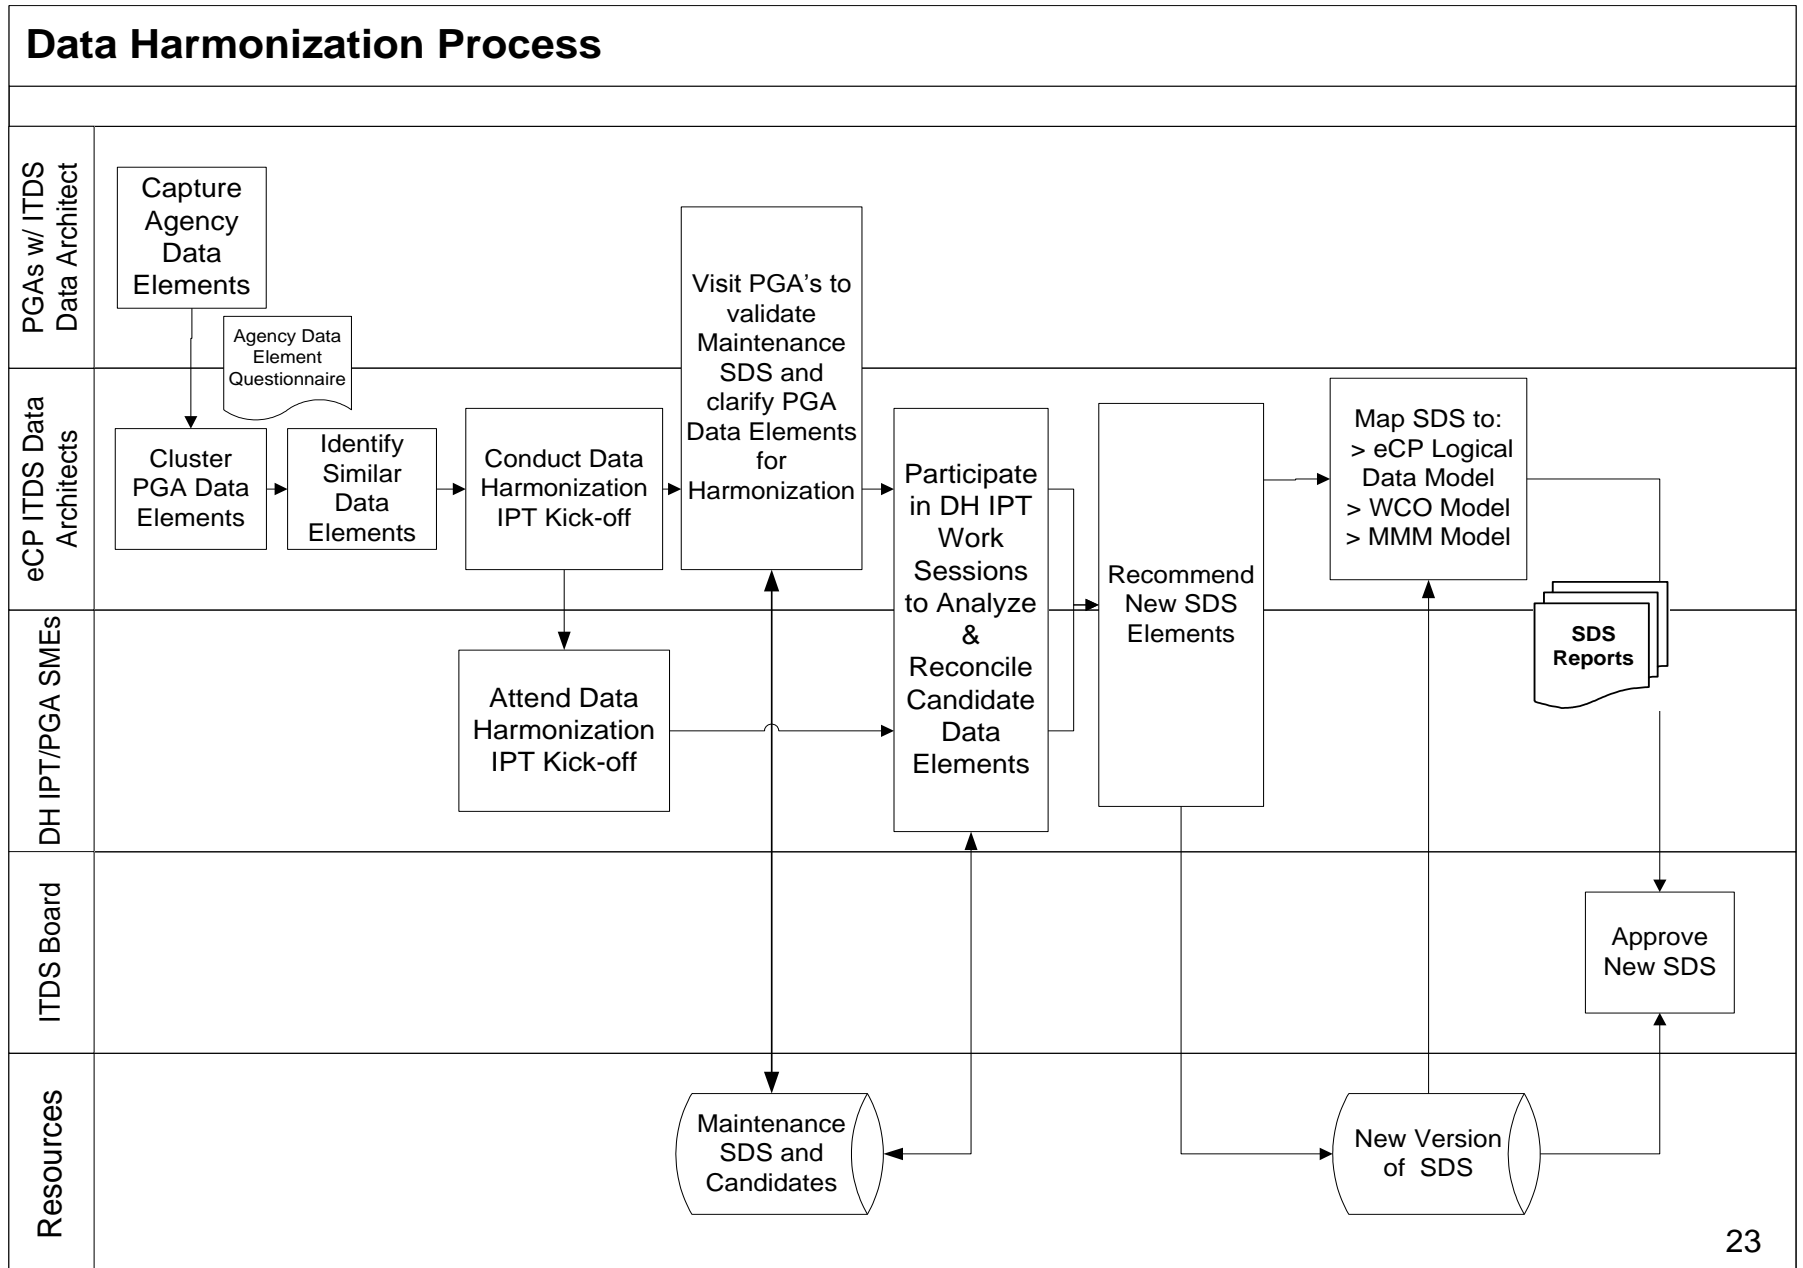 Data Harmonization Process
PGAs w/ ITDS
Data Architect
Capture
Agency
Data
Elements
Agency Data
Element
Questionnaire
Visit PGA’s to
validate
Maintenance
SDS and
clarify PGA
Data Elements
for
Harmonization
eCP ITDS Data
Architects
Cluster
PGA Data
Elements
Identify
Similar
Data
Elements
Conduct Data
Harmonization
IPT Kick-off
Participate
in DH IPT
Work
Sessions
to Analyze
&
Reconcile
Candidate
Data
Elements
Recommend
New SDS
Elements
Map SDS to:
> eCP Logical
Data Model
> WCO Model
> MMM Model
SDS
Reports
DH IPT/PGA SMEs
Attend Data
Harmonization
IPT Kick-off
ITDS Board
Approve
New SDS
Resources
Maintenance
SDS and
Candidates
New Version
of SDS
23